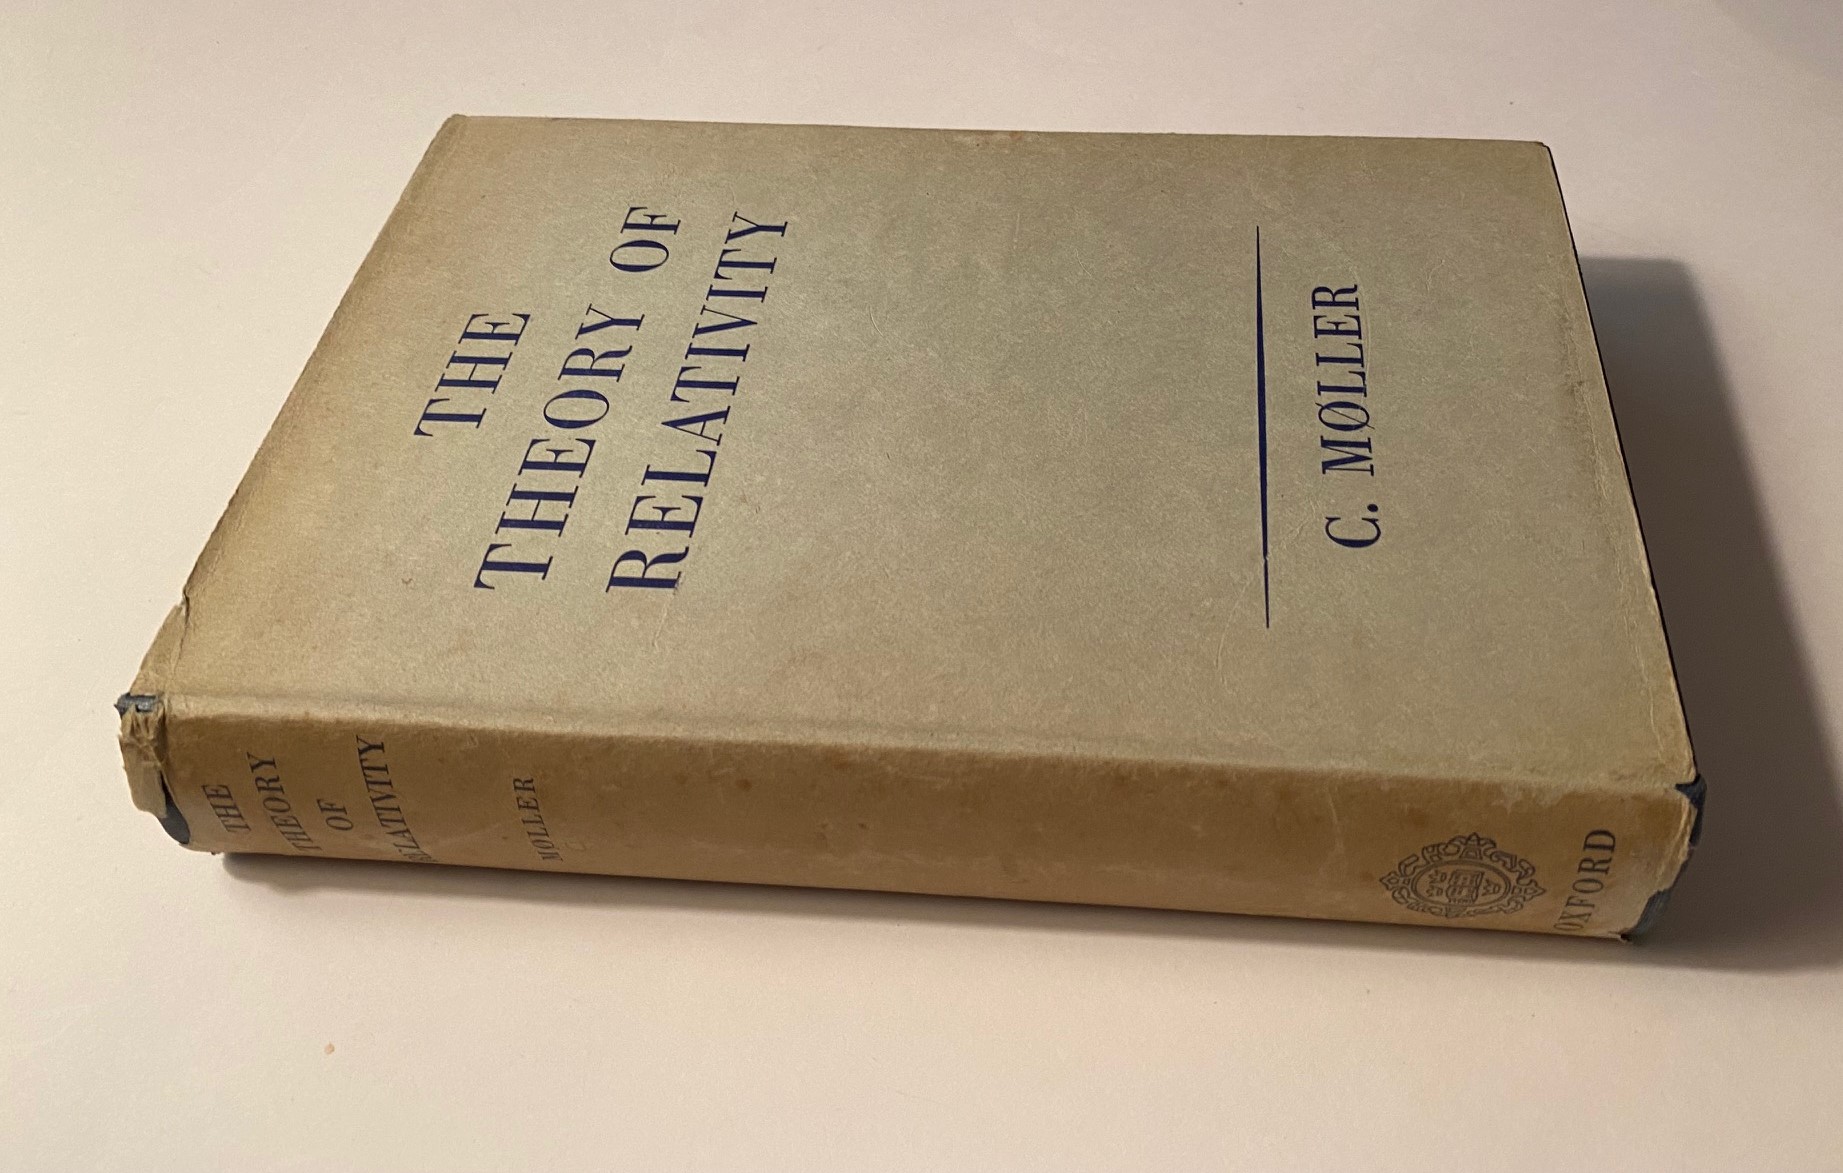 THE
THEORY OF
RELATIVITY
C. MØLLER
THE
THEORY
OF
RELATIVITY
MØLLER
OXFORD